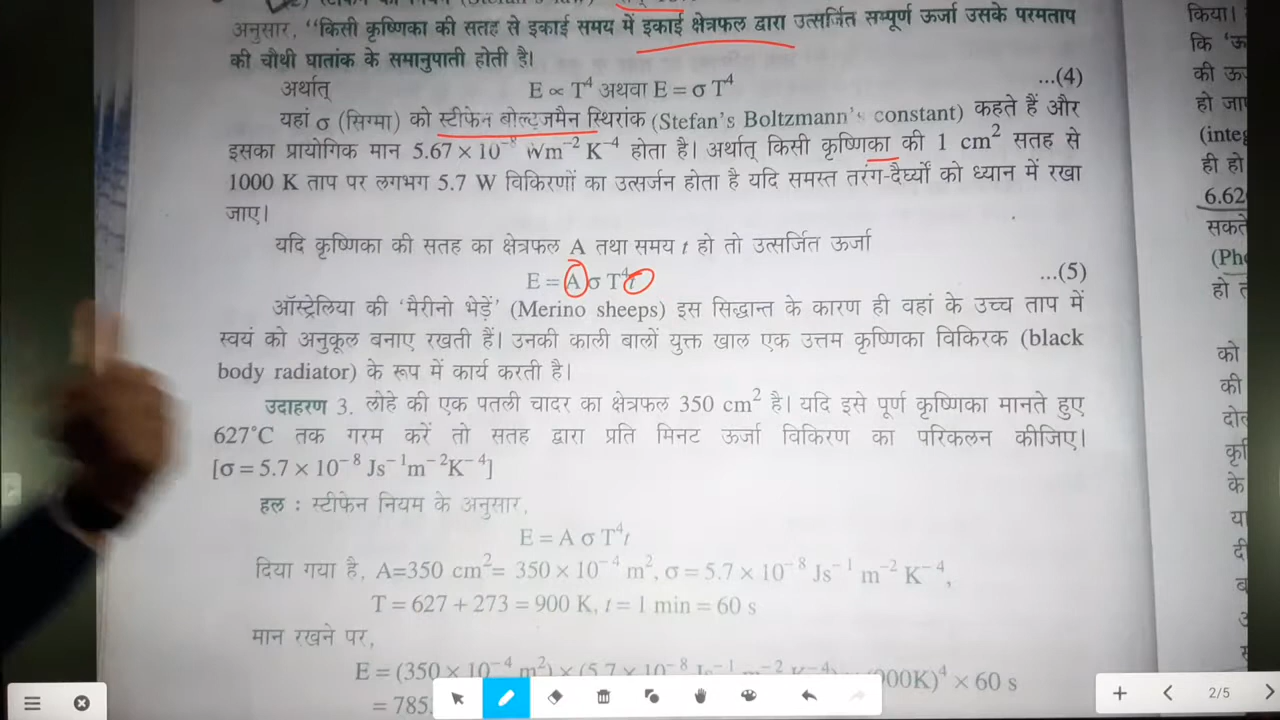 अनुसार, "किसी कृष्णिका की सतह से इकाई समय में इकाई क्षेत्रफल द्वारा उत्सर्जित सम्पूर्ण ऊर्जा उसके परमताप
की चौथी घातांक के समानुपाती होती है।
अर्थात् E ∝ T⁴ अथवा E = σ T⁴ ...(4)
यहां σ (सिग्मा) को स्टीफेन बोल्ट्जमैन स्थिरांक (Stefan's Boltzmann's constant) कहते हैं और
इसका प्रायोगिक मान 5.67 × 10⁻⁸ Wm⁻² K⁻⁴ होता है। अर्थात् किसी कृष्णिका की 1 cm² सतह से
1000 K ताप पर लगभग 5.7 W विकिरणों का उत्सर्जन होता है यदि समस्त तरंग-दैर्घ्यों को ध्यान में रखा
जाए।
यदि कृष्णिका की सतह का क्षेत्रफल A तथा समय t हो तो उत्सर्जित ऊर्जा
E = A σ T⁴t ...(5)
ऑस्ट्रेलिया की 'मैरीनो भेड़ें' (Merino sheeps) इस सिद्धान्त के कारण ही वहां के उच्च ताप में
स्वयं को अनुकूल बनाए रखती हैं। उनकी काली बालों युक्त खाल एक उत्तम कृष्णिका विकिरक (black
body radiator) के रूप में कार्य करती है।
उदाहरण 3. लोहे की एक पतली चादर का क्षेत्रफल 350 cm² है। यदि इसे पूर्ण कृष्णिका मानते हुए
627°C तक गरम करें तो सतह द्वारा प्रति मिनट ऊर्जा विकिरण का परिकलन कीजिए।
[σ = 5.7 × 10⁻⁸ Js⁻¹m⁻²K⁻⁴]
हल : स्टीफेन नियम के अनुसार,
E = A σ T⁴t
दिया गया है, A=350 cm²= 350 × 10⁻⁴ m², σ = 5.7 × 10⁻⁸ Js⁻¹ m⁻² K⁻⁴,
T = 627 + 273 = 900 K, t = 1 min = 60 s
मान रखने पर,
E = (350 × 10⁻⁴ m²) × (5.7 × 10⁻⁸ Js⁻¹ m⁻² K⁻⁴) 900K)⁴ × 60 s
= 785.
किया।
कि
की
हो
(integ
ही हो
6.62
सकते
(Pho
हो
को
की
के
2/5